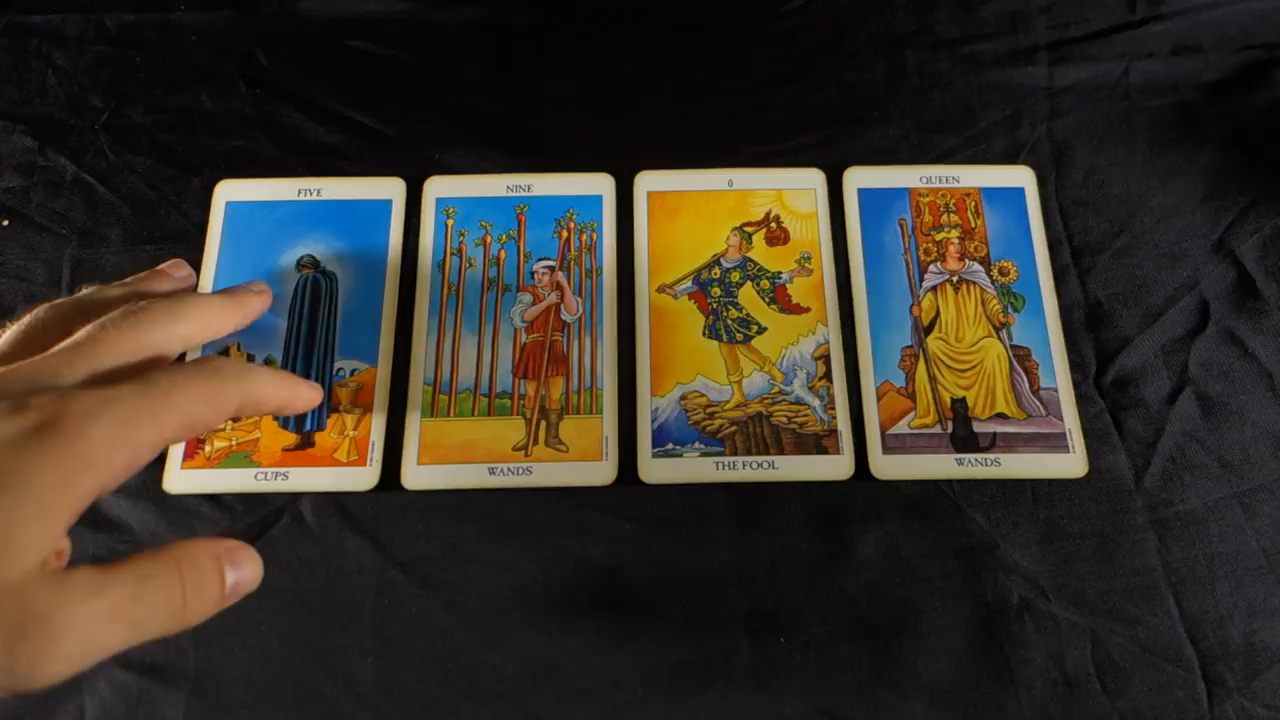 FIVE
CUPS
NINE
WANDS
0
THE FOOL
QUEEN
WANDS